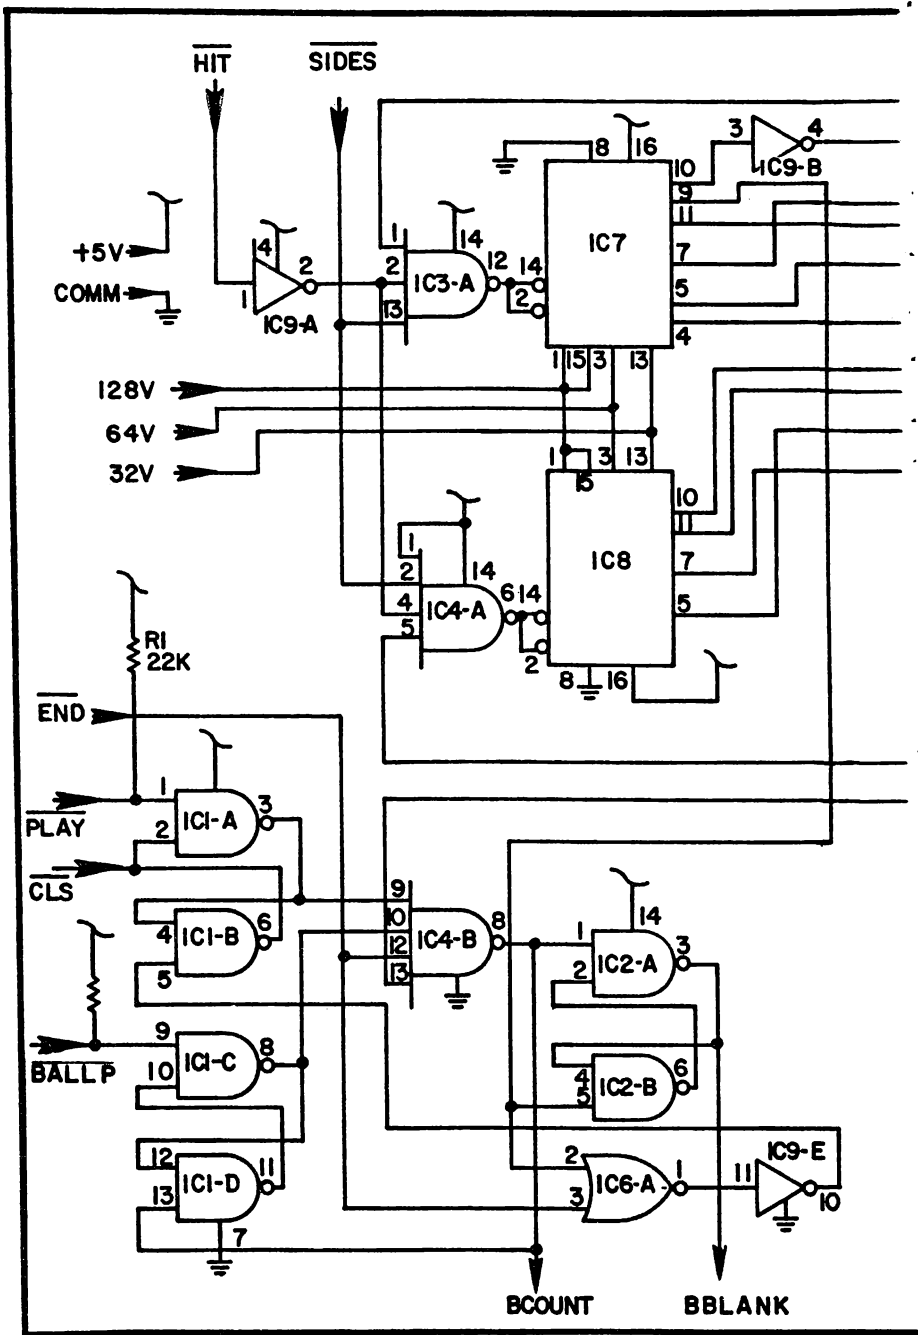 HIT SIDES
8 16 3 4
10 IC9-B
9
11
+5V
COMM
14 2
1
IC9-A
1 14
2 IC3-A 12 14
13 2
IC7
7
5
4
1 15 3 13
128V
64V
32V
1 3 13
15
10
11
IC8
7
5
1 14
2
4 IC4-A 6 14
5
2
8 16
R1
22K
END
1
PLAY IC1-A 3
2
CLS
4 IC1-B 6
5
9
10 IC4-B 8
12
13
14
1 IC2-A 3
2
9 IC1-C 8
BALLP 10
4 IC2-B 6
5
12 IC1-D 11
13
7
2 IC6-A 1
3
11 IC9-E
10
BCOUNT BBLANK